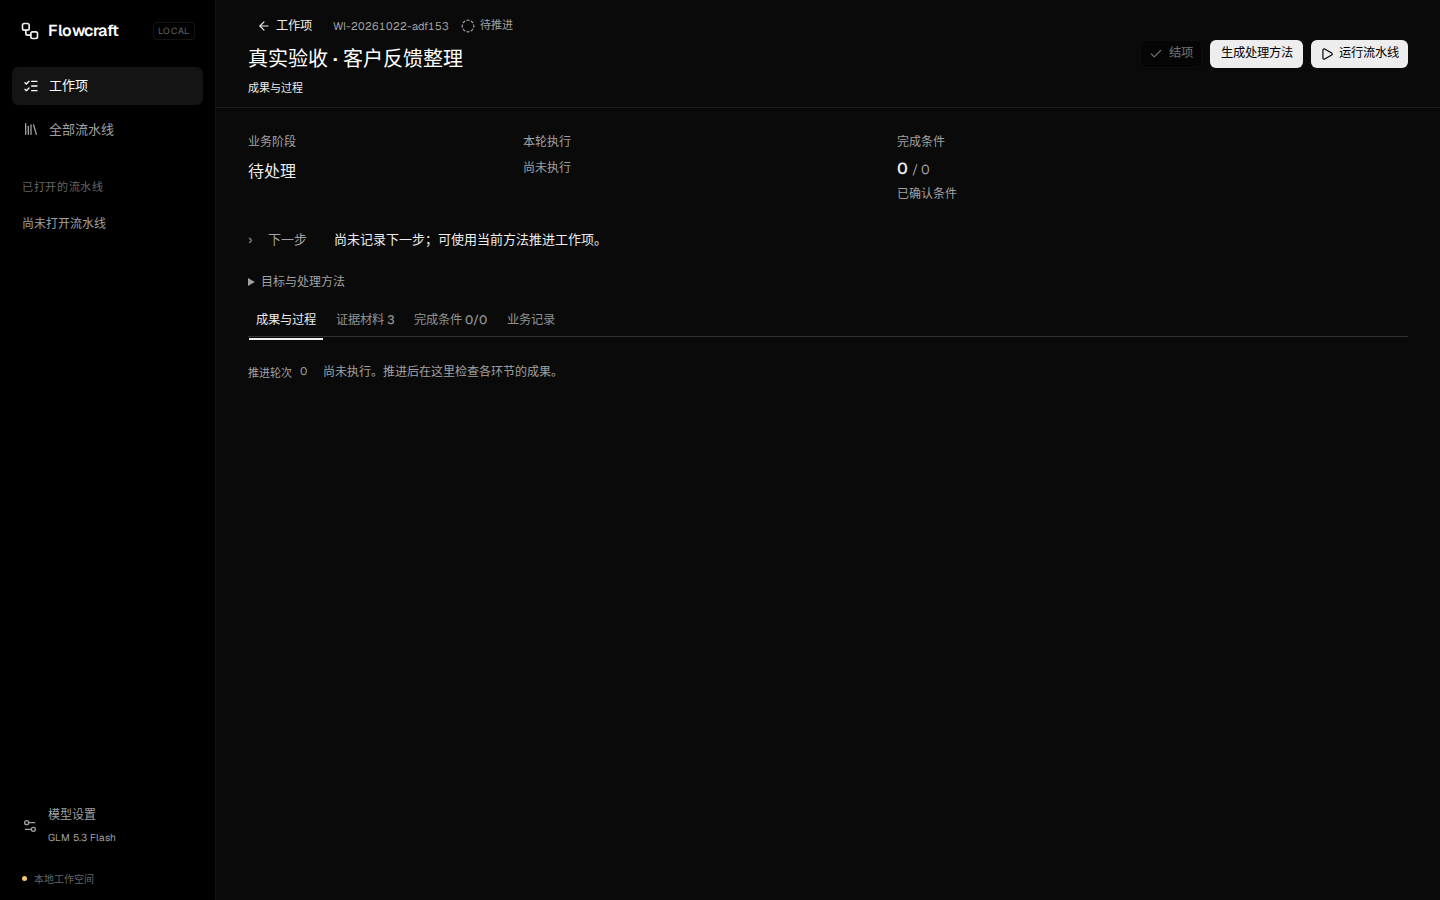 Flowcraft
LOCAL
工作项
全部流水线
已打开的流水线
尚未打开流水线
模型设置
GLM 5.3 Flash
本地工作空间
工作项 WI-20261022-adf153 待推进
真实验收 · 客户反馈整理
成果与过程
结项 生成处理方法 运行流水线
业务阶段
待处理
本轮执行
尚未执行
完成条件
0 / 0
已确认条件
› 下一步 尚未记录下一步；可使用当前方法推进工作项。
目标与处理方法
成果与过程 证据材料 3 完成条件 0/0 业务记录
推进轮次 0 尚未执行。推进后在这里检查各环节的成果。